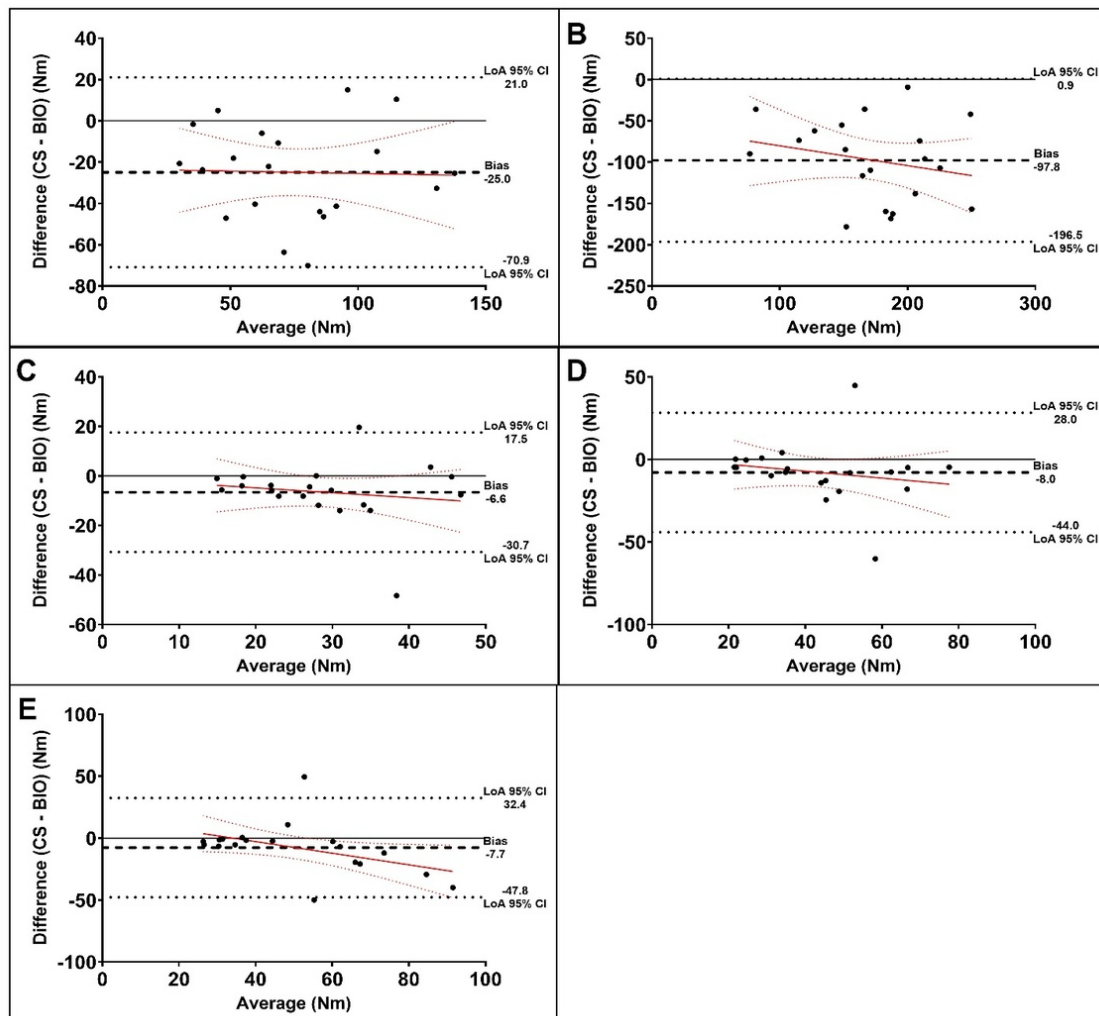 20
40
20
0
-20
-40
-60
-80
Difference (CS - BIO) (Nm)
LoA 95% CI
21.0
Bias
-25.0
-70.9
LoA 95% CI
0
50
100
150
Average (Nm)
B
50
0
-50
-100
-150
-200
-250
Difference (CS - BIO) (Nm)
LoA 95% CI
0.9
Bias
-97.8
-196.5
LoA 95% CI
0
100
200
300
Average (Nm)
C
40
20
0
-20
-40
-60
Difference (CS - BIO) (Nm)
LoA 95% CI
17.5
Bias
-6.6
-30.7
LoA 95% CI
0
10
20
30
40
50
Average (Nm)
D
50
0
-50
-100
Difference (CS - BIO) (Nm)
LoA 95% CI
28.0
Bias
-8.0
-44.0
LoA 95% CI
0
20
40
60
80
100
Average (Nm)
E
100
50
0
-50
-100
Difference (CS - BIO) (Nm)
LoA 95% CI
32.4
Bias
-7.7
-47.8
LoA 95% CI
0
20
40
60
80
100
Average (Nm)